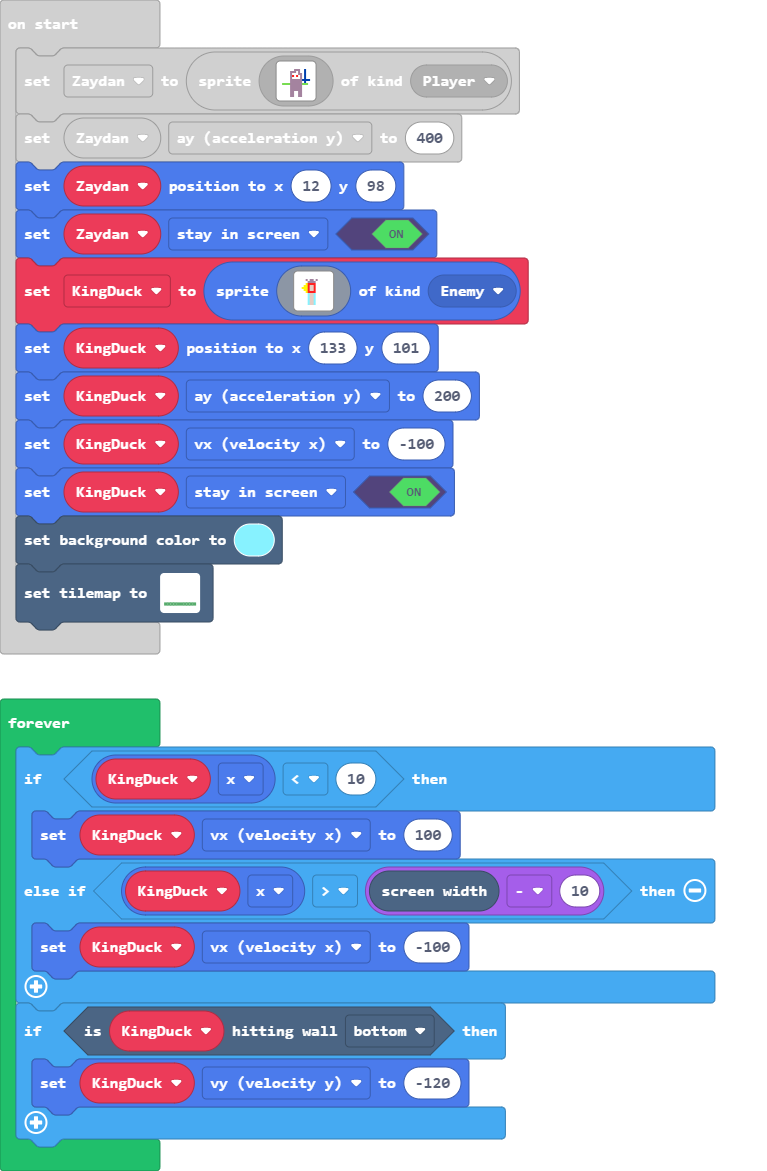 on start
set Zaydan to sprite of kind Player
set Zaydan ay (acceleration y) to 400
set Zaydan position to x 12 y 98
set Zaydan stay in screen ON
set KingDuck to sprite of kind Enemy
set KingDuck position to x 133 y 101
set KingDuck ay (acceleration y) to 200
set KingDuck vx (velocity x) to -100
set KingDuck stay in screen ON
set background color to
set tilemap to
forever
if KingDuck x < 10 then
set KingDuck vx (velocity x) to 100
else if KingDuck x > screen width - 10 then
set KingDuck vx (velocity x) to -100
if is KingDuck hitting wall bottom then
set KingDuck vy (velocity y) to -120